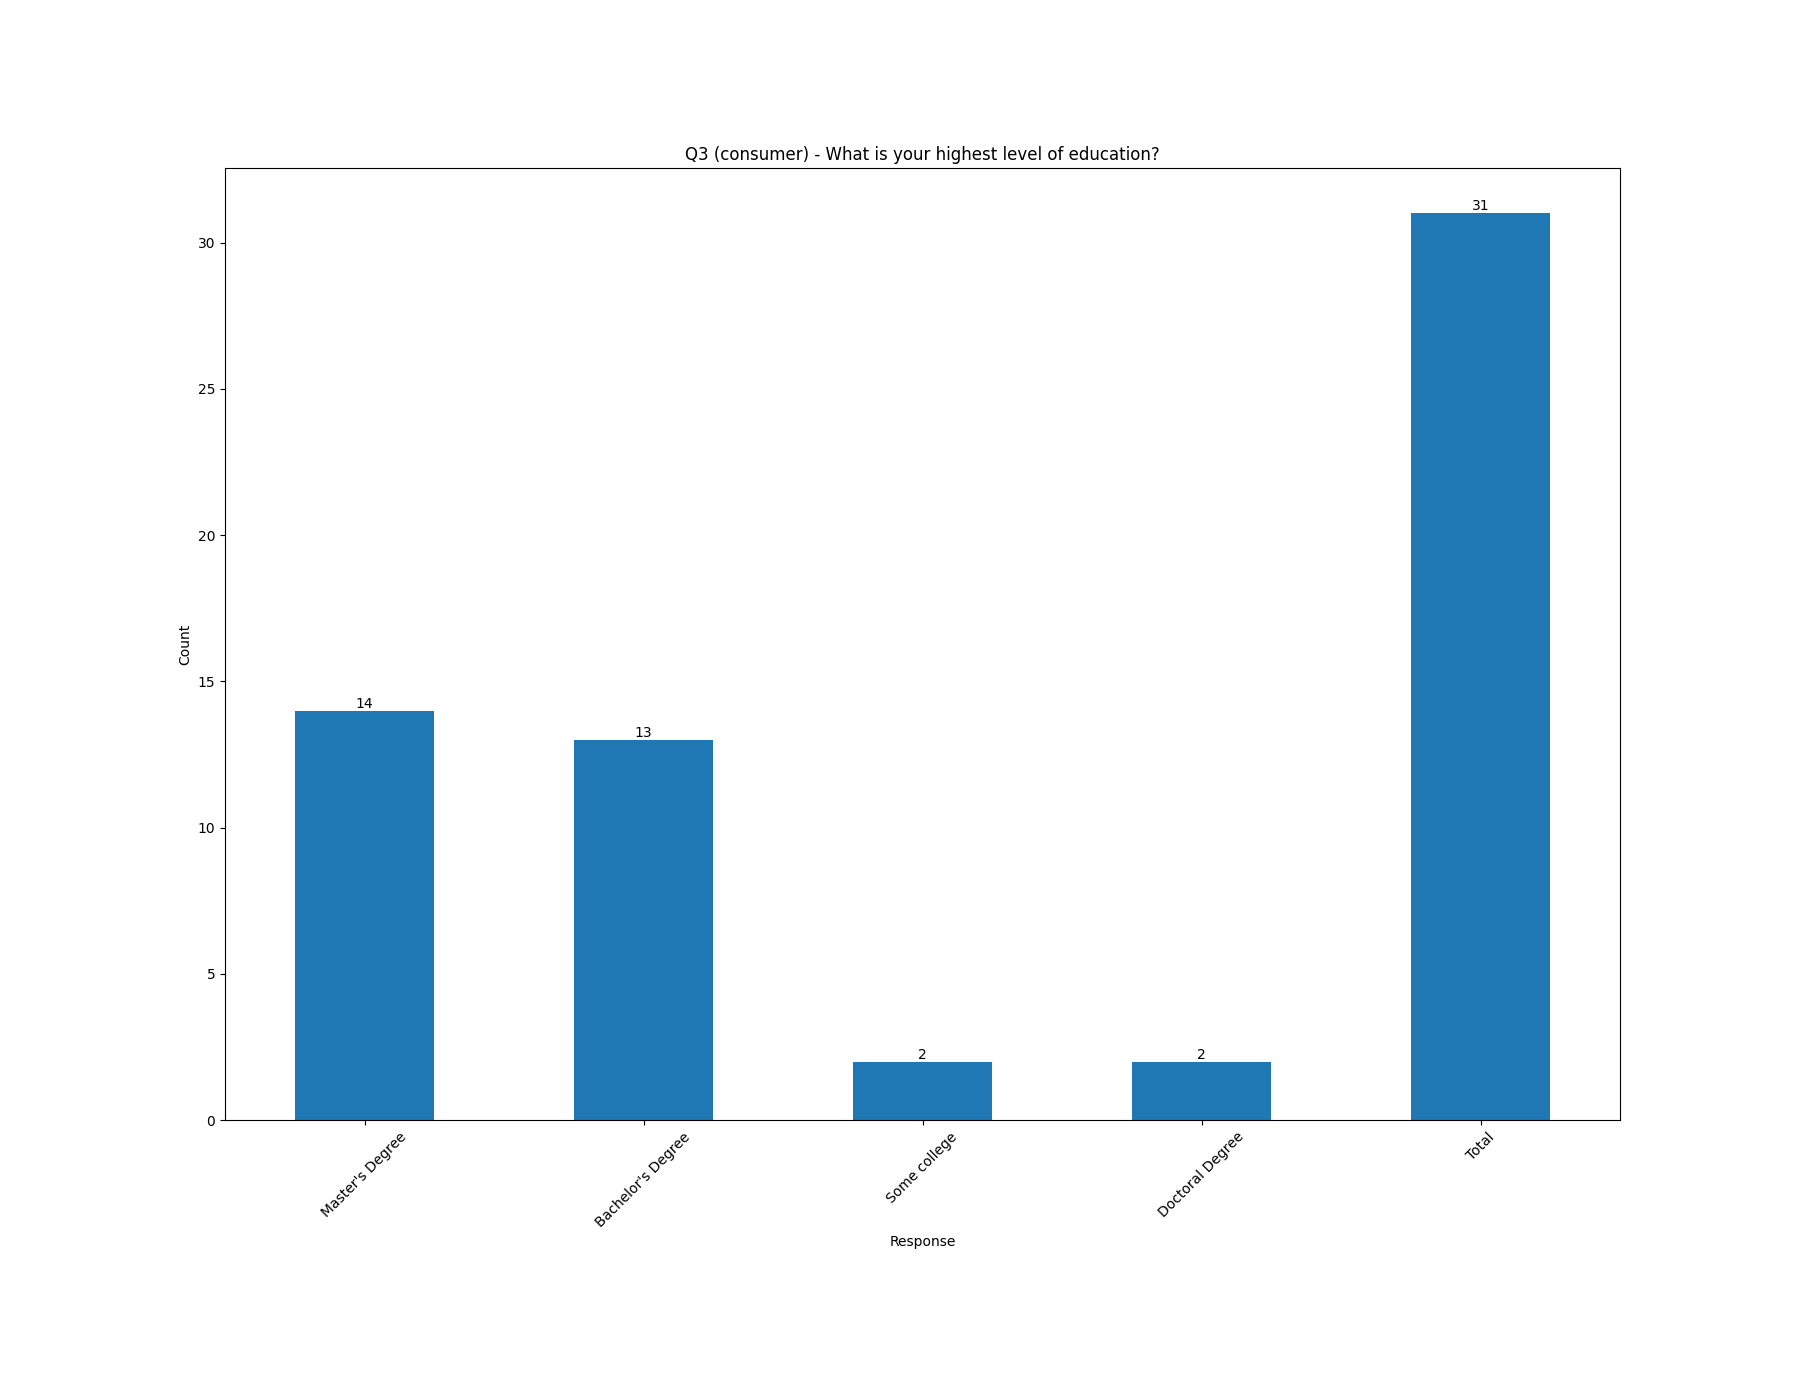 Q3 (consumer) - What is your highest level of education?
31
30
25
20
15
14
13
10
5
2
2
0
Count
Master's Degree
Bachelor's Degree
Some college
Doctoral Degree
Total
Response